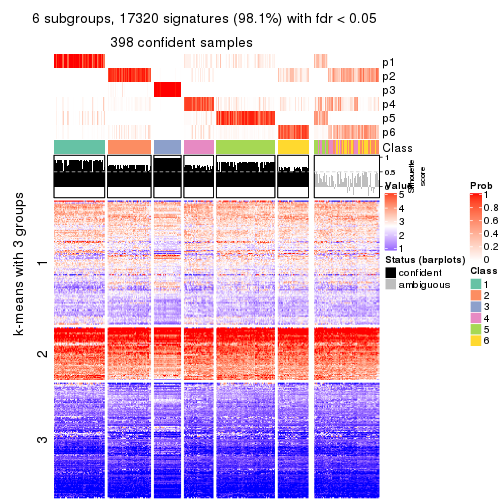 6 subgroups, 17320 signatures (98.1%) with fdr < 0.05
398 confident samples
p1
p2
p3
p4
p5
p6
Class
1
0.5
0
Silhouette
score
k-means with 3 groups
1
2
3
Value
5
4
3
2
1
Status (barplots)
confident
ambiguous
Prob
1
0.8
0.6
0.4
0.2
0
Class
1
2
3
4
5
6